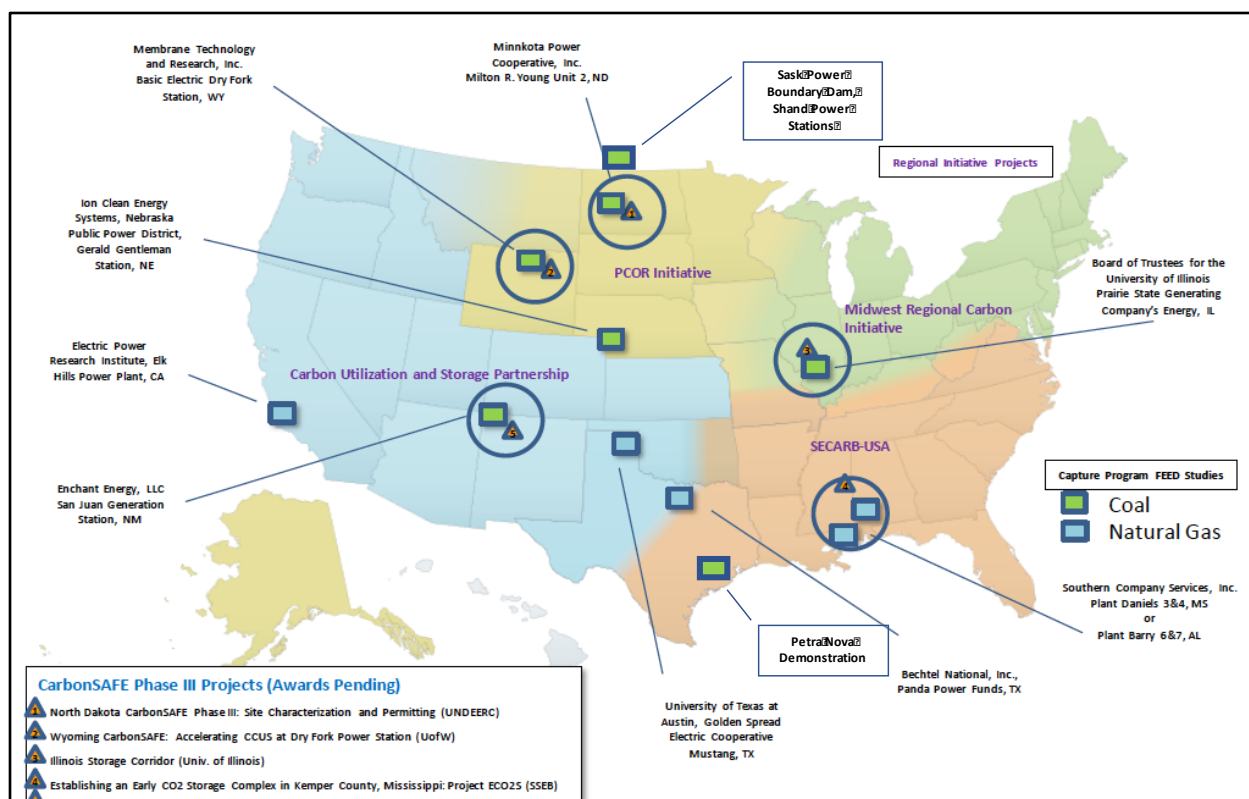 Membrane Technology
and Research, Inc.
Basic Electric Dry Fork
Station, WY
Minnkota Power
Cooperative, Inc.
Milton R. Young Unit 2, ND
Sask Power
Boundary Dam,
Shand Power
Stations
Regional Initiative Projects
Ion Clean Energy
Systems, Nebraska
Public Power District,
Gerald Gentleman
Station, NE
1
2
PCOR Initiative
Board of Trustees for the
University of Illinois
Prairie State Generating
Company's Energy, IL
Midwest Regional Carbon
Initiative
3
Electric Power
Research Institute, Elk
Hills Power Plant, CA
Carbon Utilization and Storage Partnership
5
SECARB-USA
4
Capture Program FEED Studies
Coal
Natural Gas
Enchant Energy, LLC
San Juan Generation
Station, NM
Southern Company Services, Inc.
Plant Daniels 3&4, MS
or
Plant Barry 6&7, AL
Petra Nova
Demonstration
Bechtel National, Inc.,
Panda Power Funds, TX
University of Texas at
Austin, Golden Spread
Electric Cooperative
Mustang, TX
CarbonSAFE Phase III Projects (Awards Pending)
1 North Dakota CarbonSAFE Phase III: Site Characterization and Permitting (UNDEERC)
2 Wyoming CarbonSAFE: Accelerating CCUS at Dry Fork Power Station (UofW)
3 Illinois Storage Corridor (Univ. of Illinois)
4 Establishing an Early CO2 Storage Complex in Kemper County, Mississippi: Project ECO2S (SSEB)